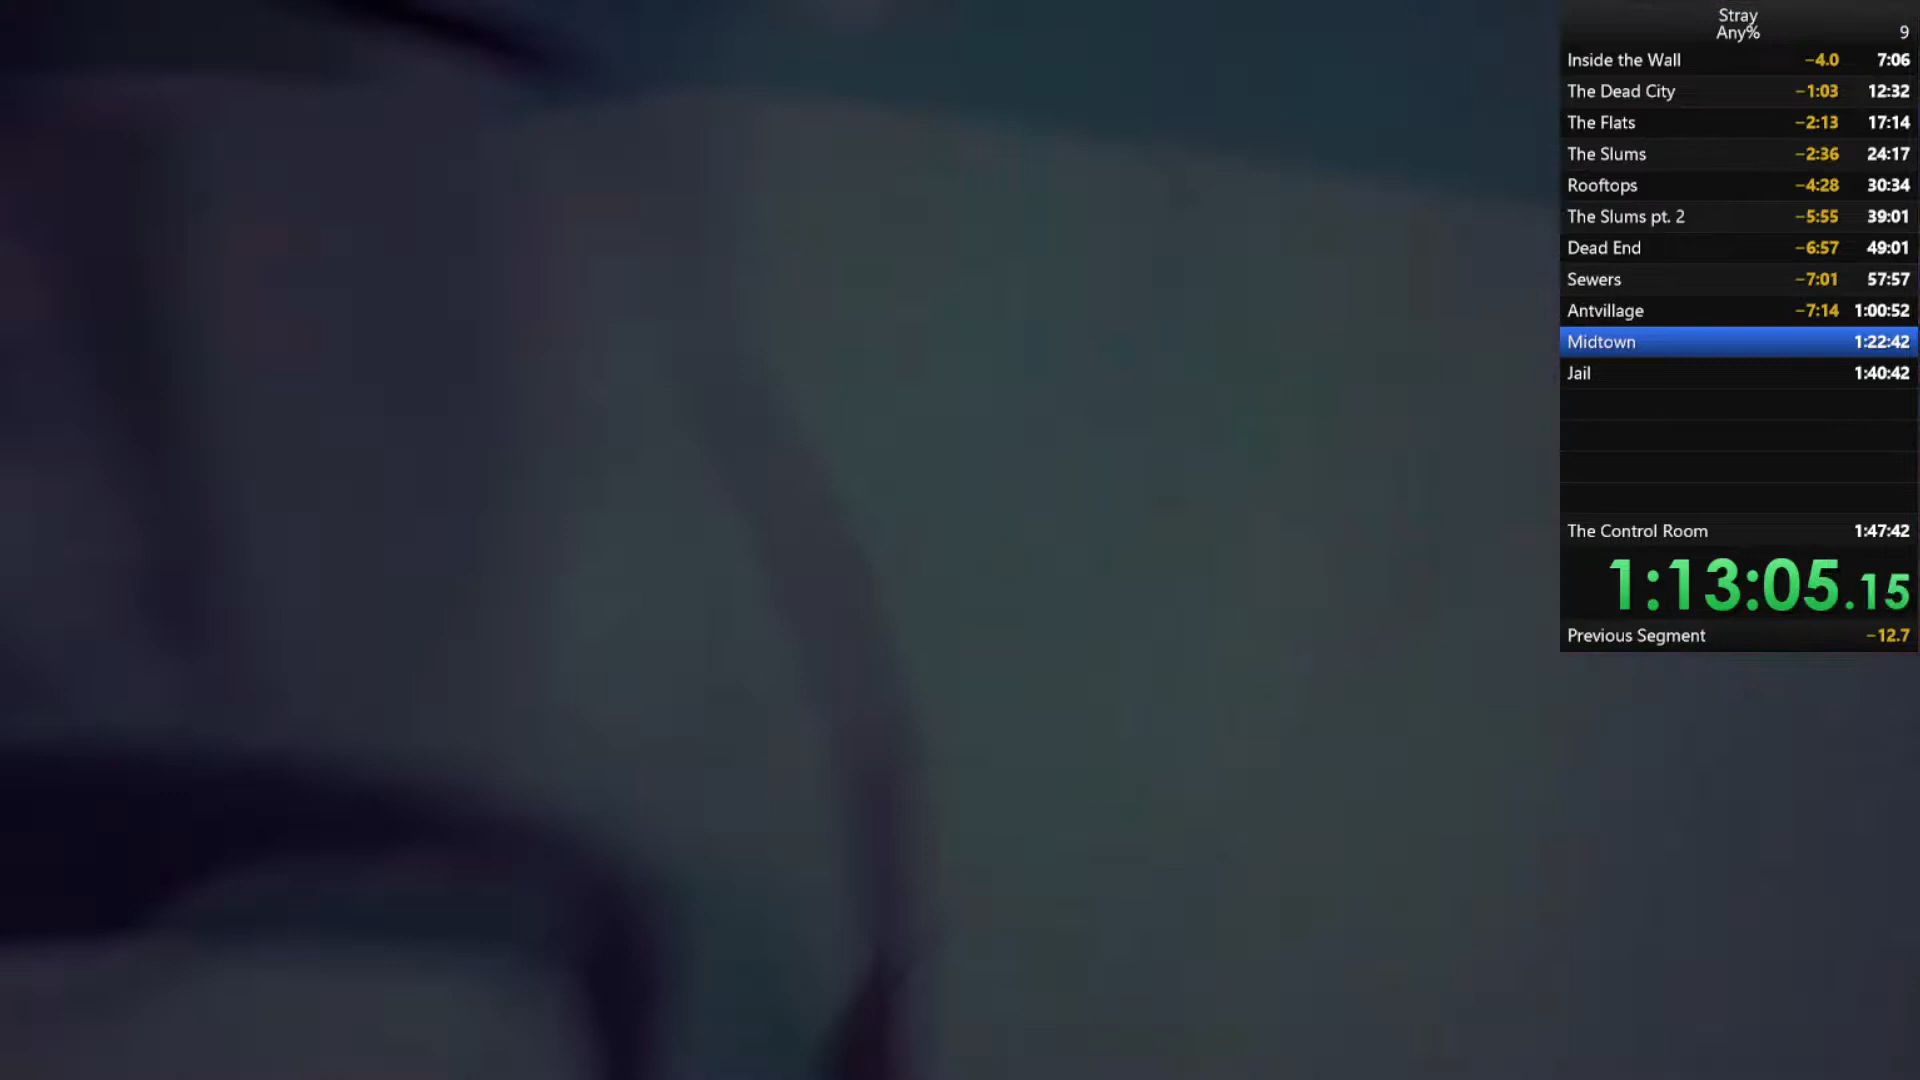 Stray
Any% 9
Inside the Wall −4.0 7:06
The Dead City −1:03 12:32
The Flats −2:13 17:14
The Slums −2:36 24:17
Rooftops −4:28 30:34
The Slums pt. 2 −5:55 39:01
Dead End −6:57 49:01
Sewers −7:01 57:57
Antvillage −7:14 1:00:52
Midtown 1:22:42
Jail 1:40:42
The Control Room 1:47:42
1:13:05.15
Previous Segment −12.7